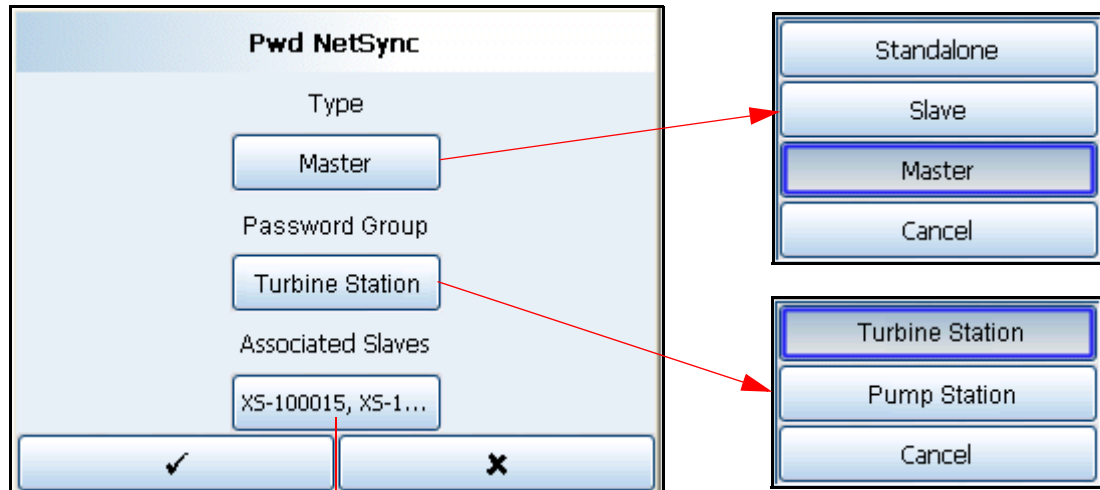 Pwd NetSync
Type
Master
Password Group
Turbine Station
Associated Slaves
XS-100015, XS-1...
✓
✖
Standalone
Slave
Master
Cancel
Turbine Station
Pump Station
Cancel